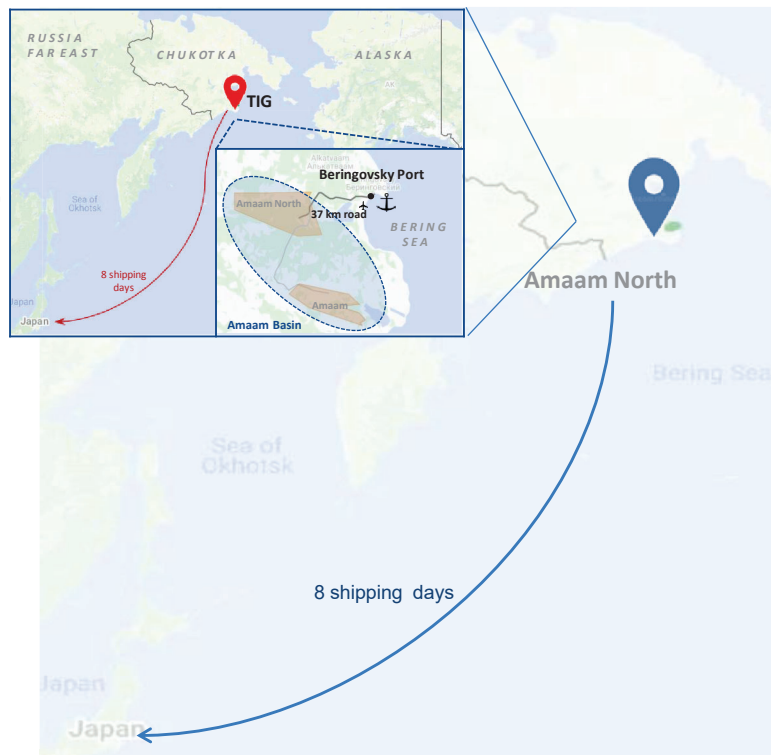 RUSSIA
FAR EAST
CHUKOTKA
ALASKA
TIG
Sea of
Okhotsk
8 shipping
days
Japan
Beringovsky Port
Amaam North
37 km road
BERING
SEA
Amaam
Amaam Basin
Amaam North
Bering Sea
Sea of
Okhotsk
8 shipping days
Japan
Japan